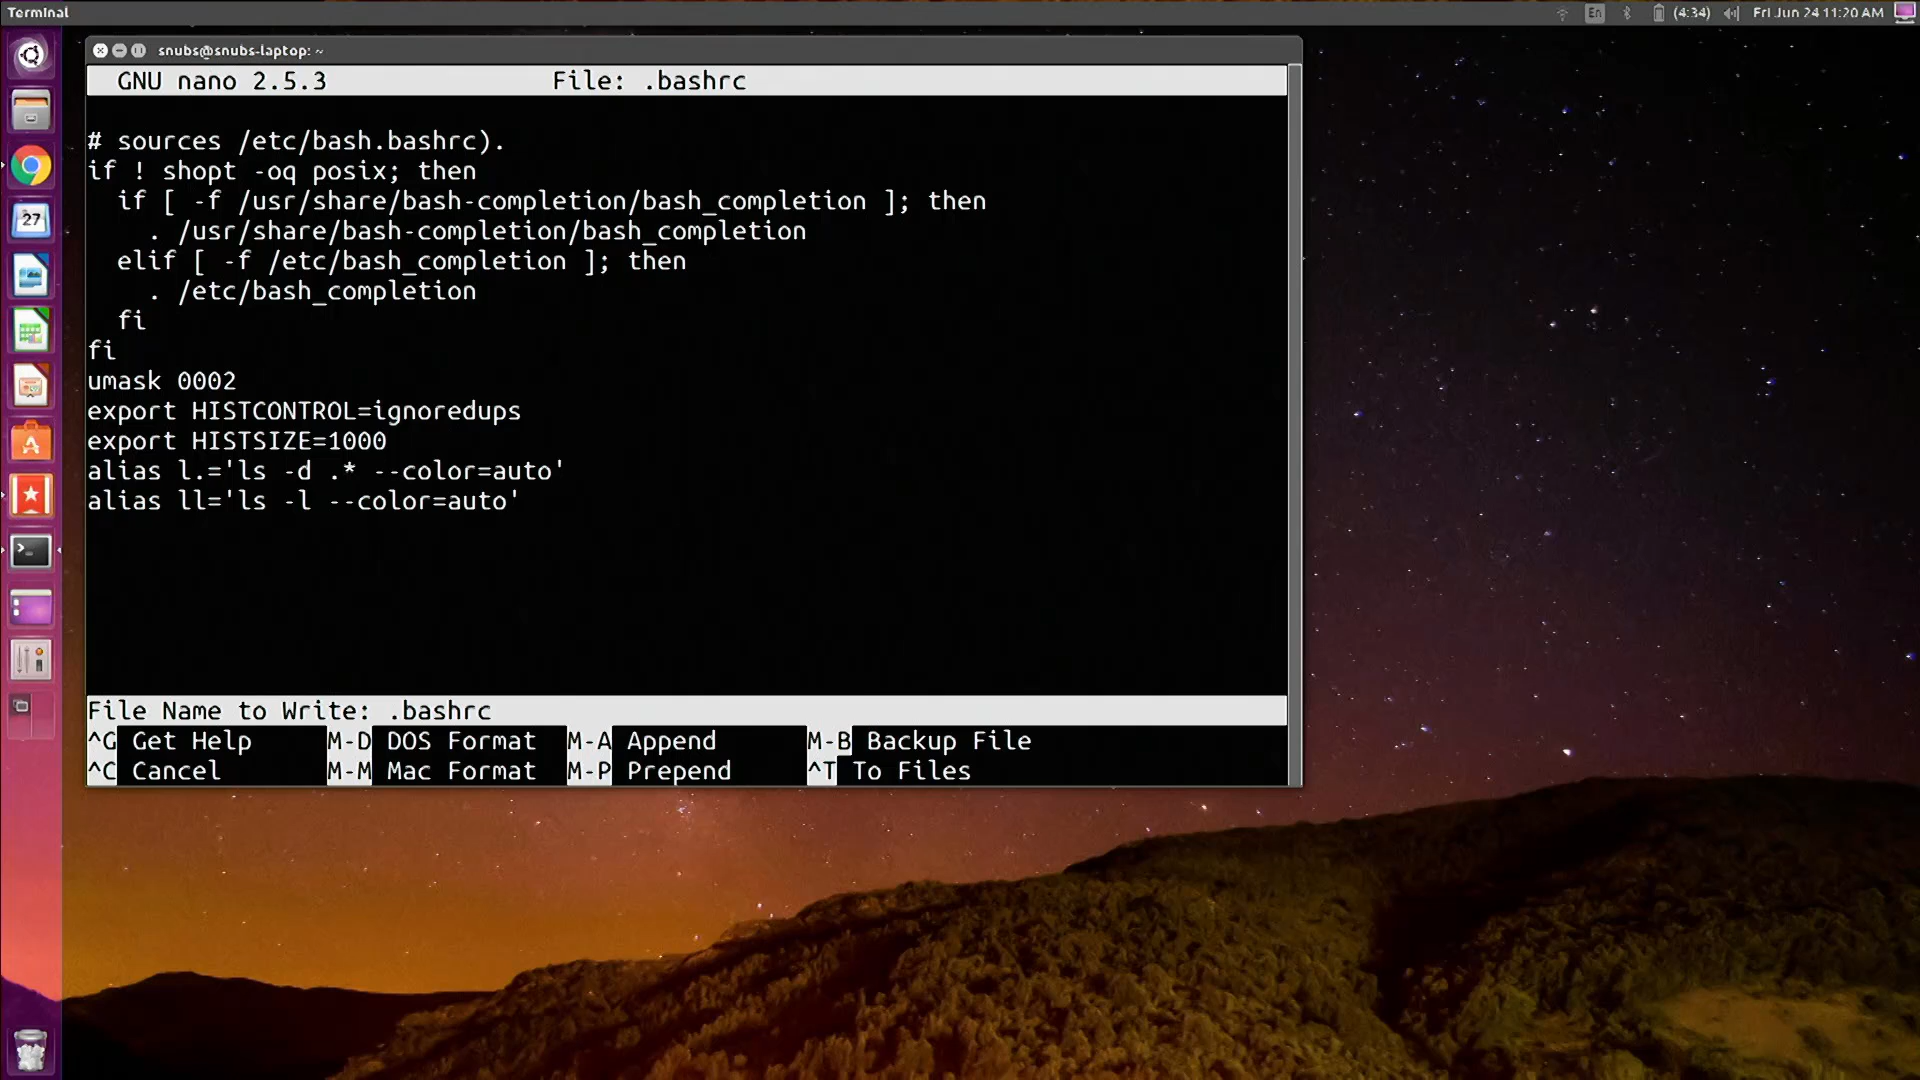 Terminal
En
(4:34)
Fri Jun 24 11:20 AM
snubs@snubs-laptop: ~
GNU nano 2.5.3 File: .bashrc
# sources /etc/bash.bashrc).
if ! shopt -oq posix; then
  if [ -f /usr/share/bash-completion/bash_completion ]; then
    . /usr/share/bash-completion/bash_completion
  elif [ -f /etc/bash_completion ]; then
    . /etc/bash_completion
  fi
fi
umask 0002
export HISTCONTROL=ignoredups
export HISTSIZE=1000
alias l.='ls -d .* --color=auto'
alias ll='ls -l --color=auto'
File Name to Write: .bashrc
^G Get Help M-D DOS Format M-A Append M-B Backup File
^C Cancel M-M Mac Format M-P Prepend ^T To Files
27